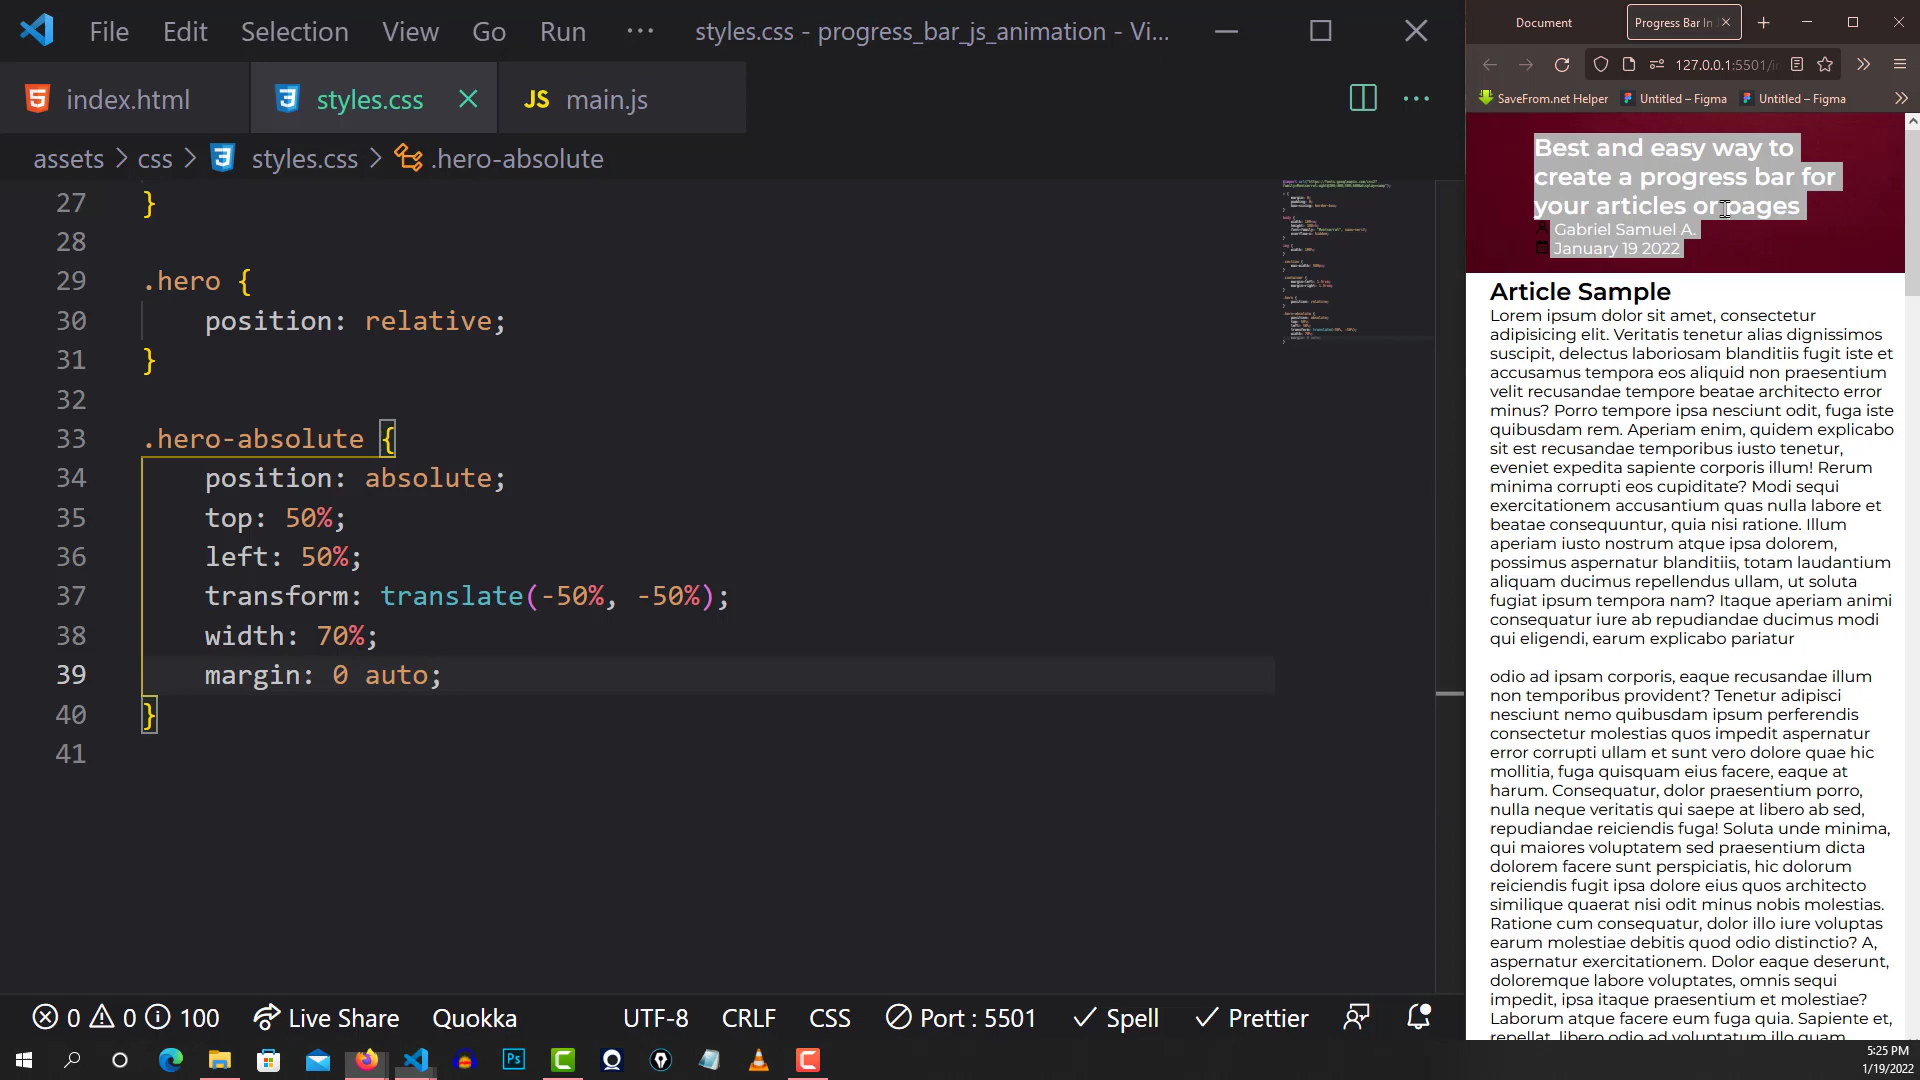 File Edit Selection View Go Run ··· styles.css - progress_bar_js_animation - Vi...
index.html styles.css JS main.js
assets > css > styles.css > .hero-absolute
27 }
28
29 .hero {
30 position: relative;
31 }
32
33 .hero-absolute {
34 position: absolute;
35 top: 50%;
36 left: 50%;
37 transform: translate(-50%, -50%);
38 width: 70%;
39 margin: 0 auto;
40 }
41
0 0 100 Live Share Quokka UTF-8 CRLF CSS Port : 5501 Spell Prettier
Document Progress Bar In
127.0.0.1:5501/
SaveFrom.net Helper Untitled – Figma Untitled – Figma
Best and easy way to
create a progress bar for
your articles or pages
Gabriel Samuel A.
January 19 2022
Article Sample
Lorem ipsum dolor sit amet, consectetur
adipisicing elit. Veritatis tenetur alias dignissimos
suscipit, delectus laboriosam blanditiis fugit iste et
accusamus tempora eos aliquid non praesentium
velit recusandae tempore beatae architecto error
minus? Porro tempore ipsa nesciunt odit, fuga iste
quibusdam rem. Aperiam enim, quidem explicabo
sit est recusandae temporibus iusto tenetur,
eveniet expedita sapiente corporis illum! Rerum
minima corrupti eos cupiditate? Modi sequi
exercitationem accusantium quas nulla labore et
beatae consequuntur, quia nisi ratione. Illum
aperiam iusto nostrum atque ipsa dolorem,
possimus aspernatur blanditiis, totam laudantium
aliquam ducimus repellendus ullam, ut soluta
fugiat ipsum tempora nam? Itaque aperiam animi
consequatur iure ab repudiandae ducimus modi
qui eligendi, earum explicabo pariatur
odio ad ipsam corporis, eaque recusandae illum
non temporibus provident? Tenetur adipisci
nesciunt nemo quibusdam ipsum perferendis
consectetur molestias quos impedit aspernatur
error corrupti ullam et sunt vero dolore quae hic
mollitia, fuga quisquam eius facere, eaque at
harum. Consequatur, dolor praesentium porro,
nulla neque veritatis qui saepe at libero ab sed,
repudiandae reiciendis fuga! Soluta unde minima,
qui maiores voluptatem sed praesentium dicta
dolorem facere sunt perspiciatis, hic dolorum
reiciendis fugit ipsa dolore eius quos architecto
similique quaerat nisi odit minus nobis molestias.
Ratione cum consequatur, dolor illo iure voluptas
earum molestiae debitis quod odio distinctio? A,
aspernatur exercitationem. Dolor eaque deserunt,
doloremque labore voluptates, omnis sequi
impedit, ipsa itaque praesentium et molestiae?
Laborum atque facere eum fuga quia. Sapiente et,
repellat, libero odio ad voluptatum illo quam
Ps
5:25 PM
1/19/2022